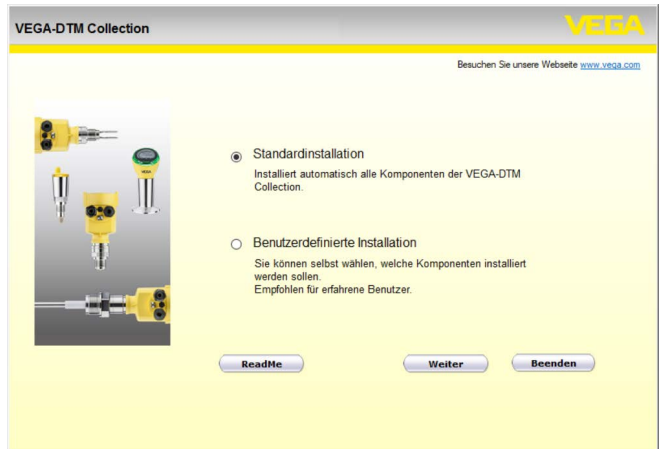 VEGA-DTM Collection
VEGA
Besuchen Sie unsere Webseite www.vega.com
Standardinstallation
Installiert automatisch alle Komponenten der VEGA-DTM
Collection.
Benutzerdefinierte Installation
Sie können selbst wählen, welche Komponenten installiert
werden sollen.
Empfohlen für erfahrene Benutzer.
ReadMe
Weiter
Beenden